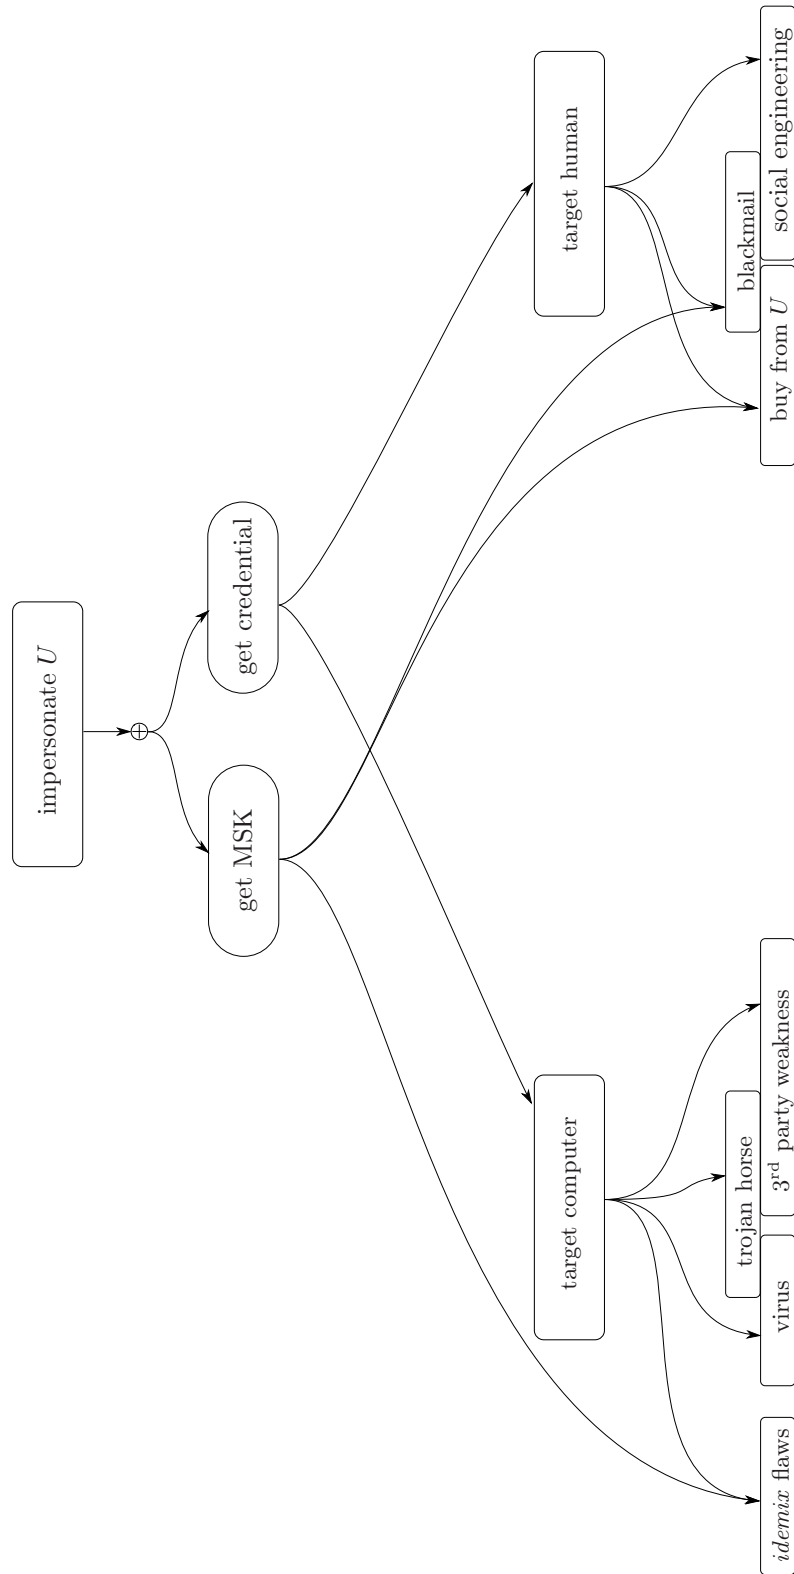 impersonate U
get MSK
get credential
target computer
target human
trojan horse
blackmail
idemix flaws
virus
3rd party weakness
buy from U
social engineering